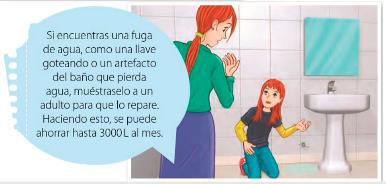 Si encuentras una fuga
de agua, como una llave
goteando o un artefacto
del baño que pierda
agua, muéstraselo a un
adulto para que lo repare.
Haciendo esto, se puede
ahorrar hasta 3000 L al mes.